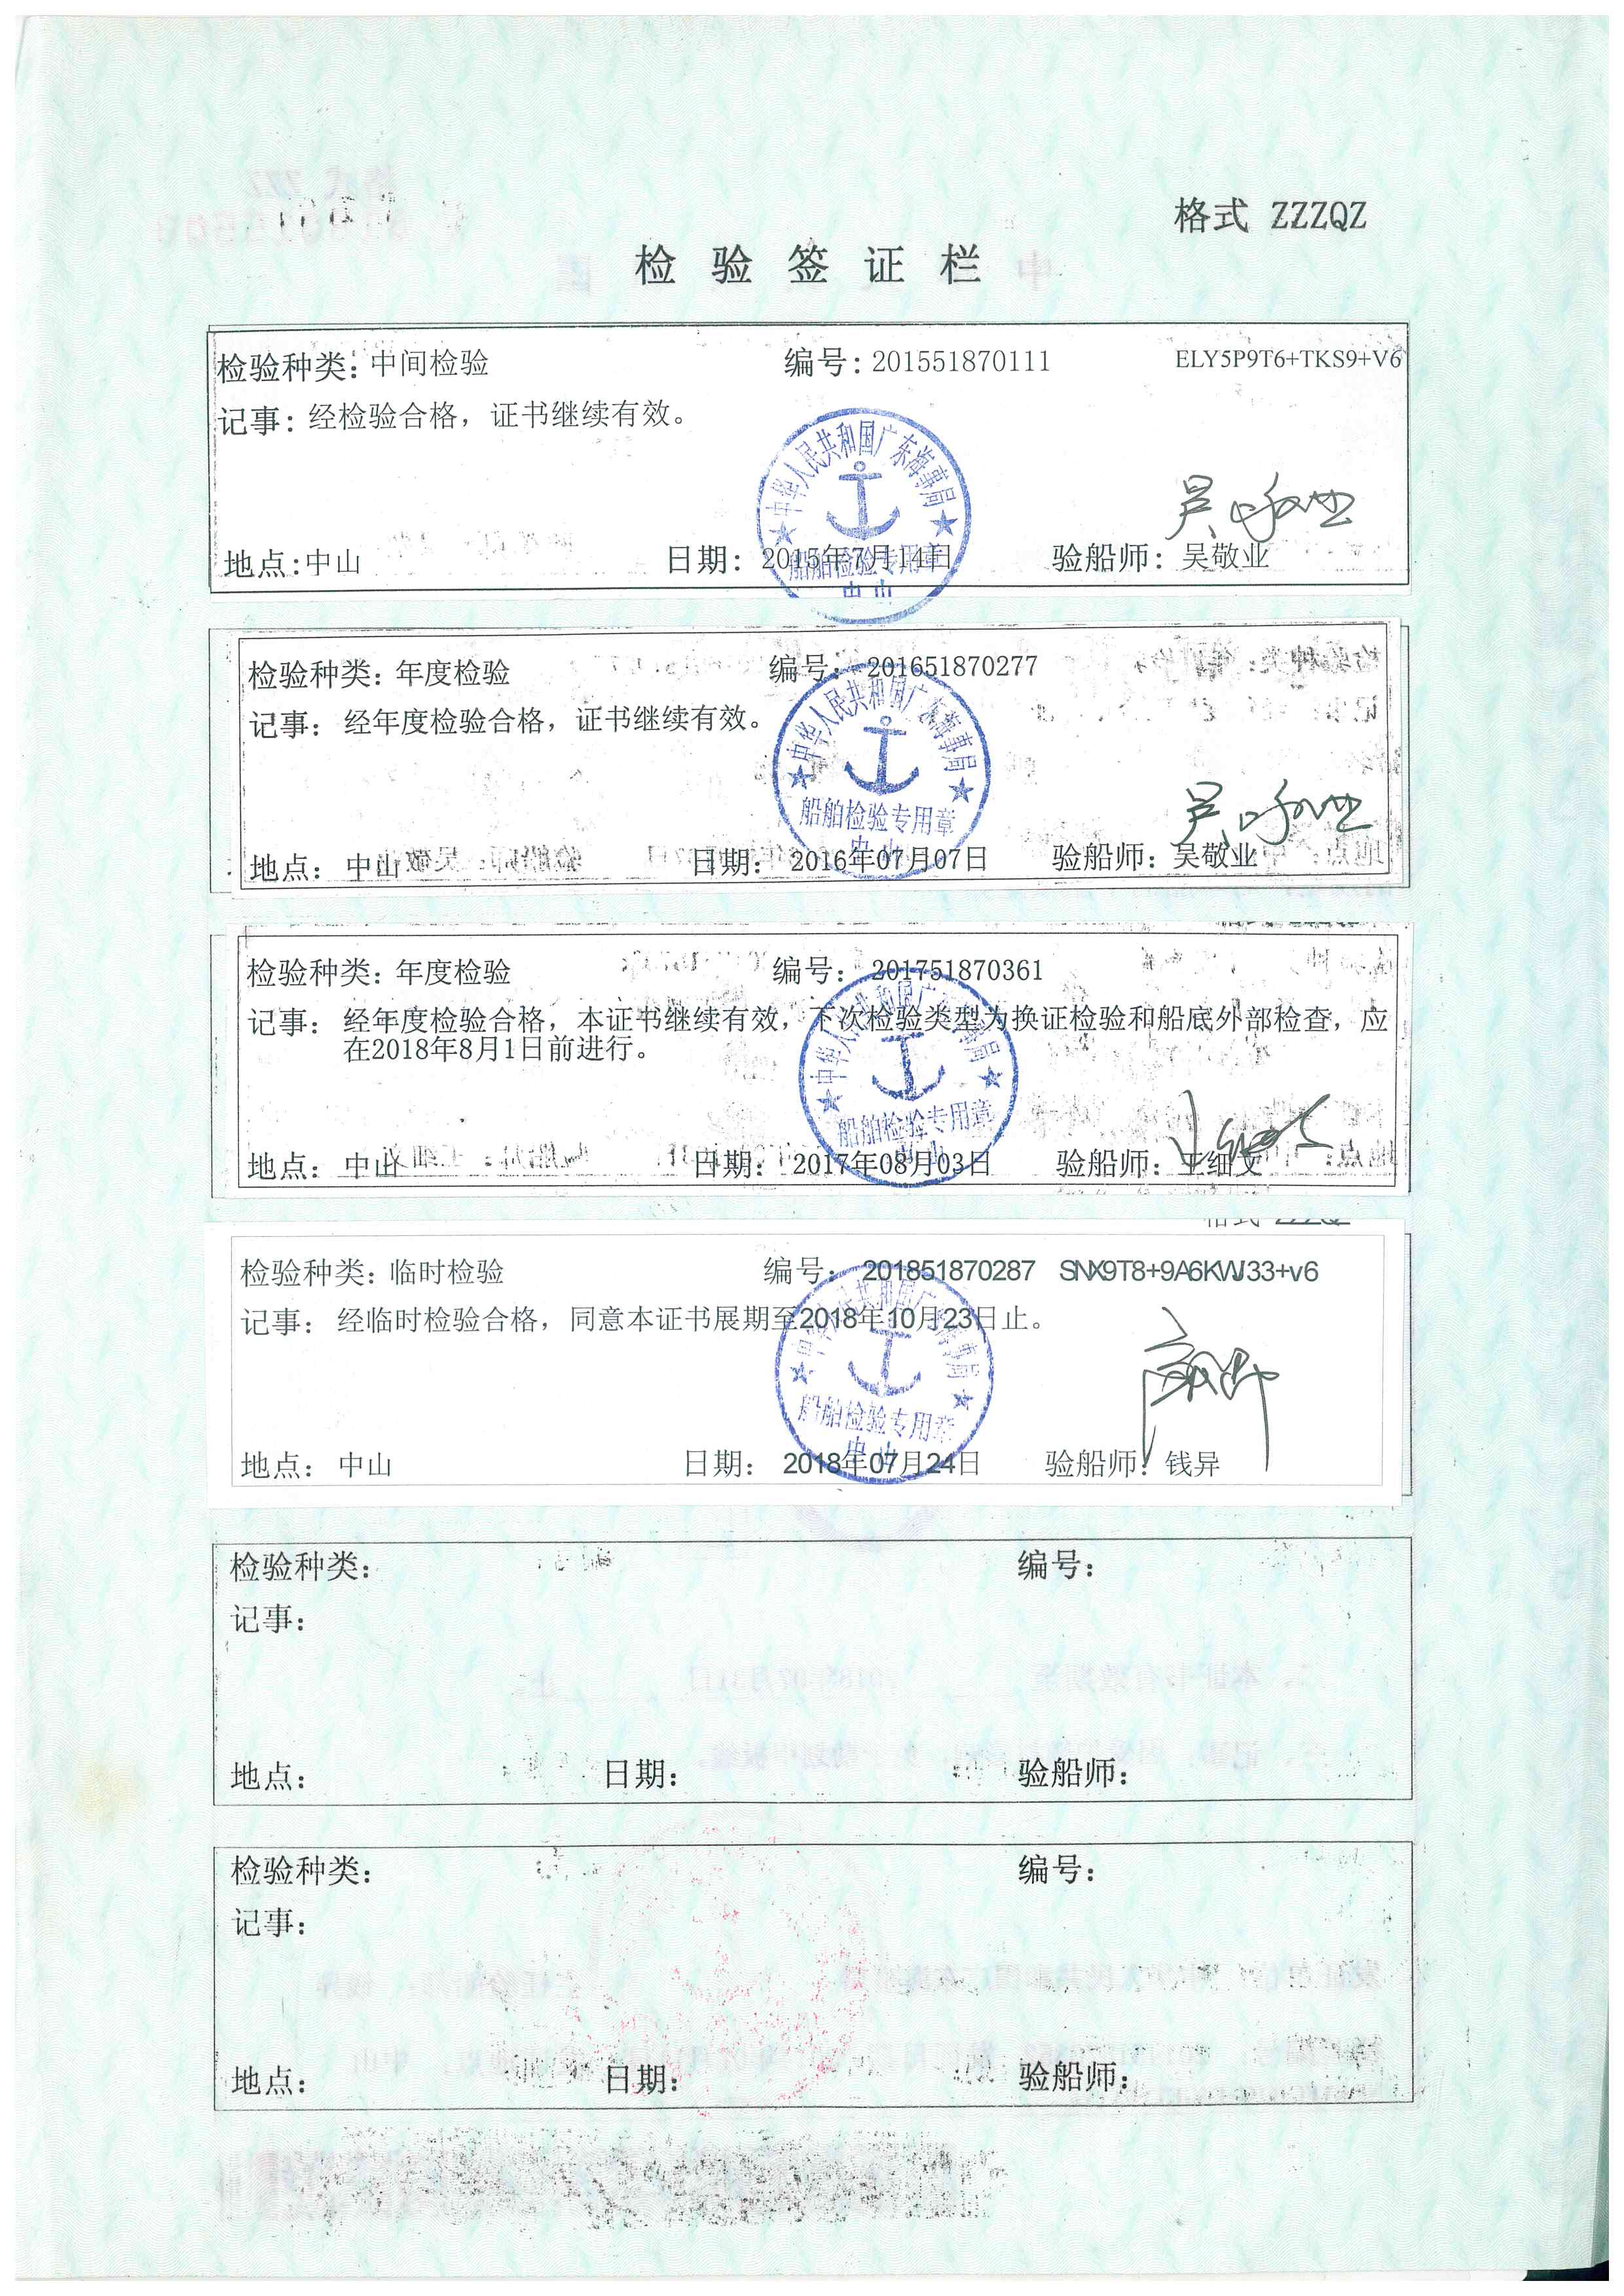 格式 ZZZQZ
检验签证栏
检验种类: 中间检验 编号: 201551870111 ELY5P9T6+TKS9+V6
记事: 经检验合格，证书继续有效。
中华人民共和国广东海事局
船舶检验专用章
中山
地点: 中山 日期: 2015年7月14日 验船师: 吴敬业
检验种类: 年度检验 编号: 201651870277
记事: 经年度检验合格，证书继续有效。
中华人民共和国广东海事局
船舶检验专用章
中山
地点: 中山 日期: 2016年07月07日 验船师: 吴敬业
检验种类: 年度检验 编号: 201751870361
记事: 经年度检验合格，本证书继续有效，下次检验类型为换证检验和船底外部检查，应
在2018年8月1日前进行。
中华人民共和国广东海事局
船舶检验专用章
中山
地点: 中山 日期: 2017年08月03日 验船师: 王细文
格式 ZZZQZ
检验种类: 临时检验 编号: 201851870287 SNX9T8+9A6KWJ33+v6
记事: 经临时检验合格，同意本证书展期至2018年10月23日止。
中华人民共和国广东海事局
船舶检验专用章
中山
地点: 中山 日期: 2018年07月24日 验船师: 钱异
检验种类: 编号:
记事:
地点: 日期: 验船师:
检验种类: 编号:
记事:
地点: 日期: 验船师: